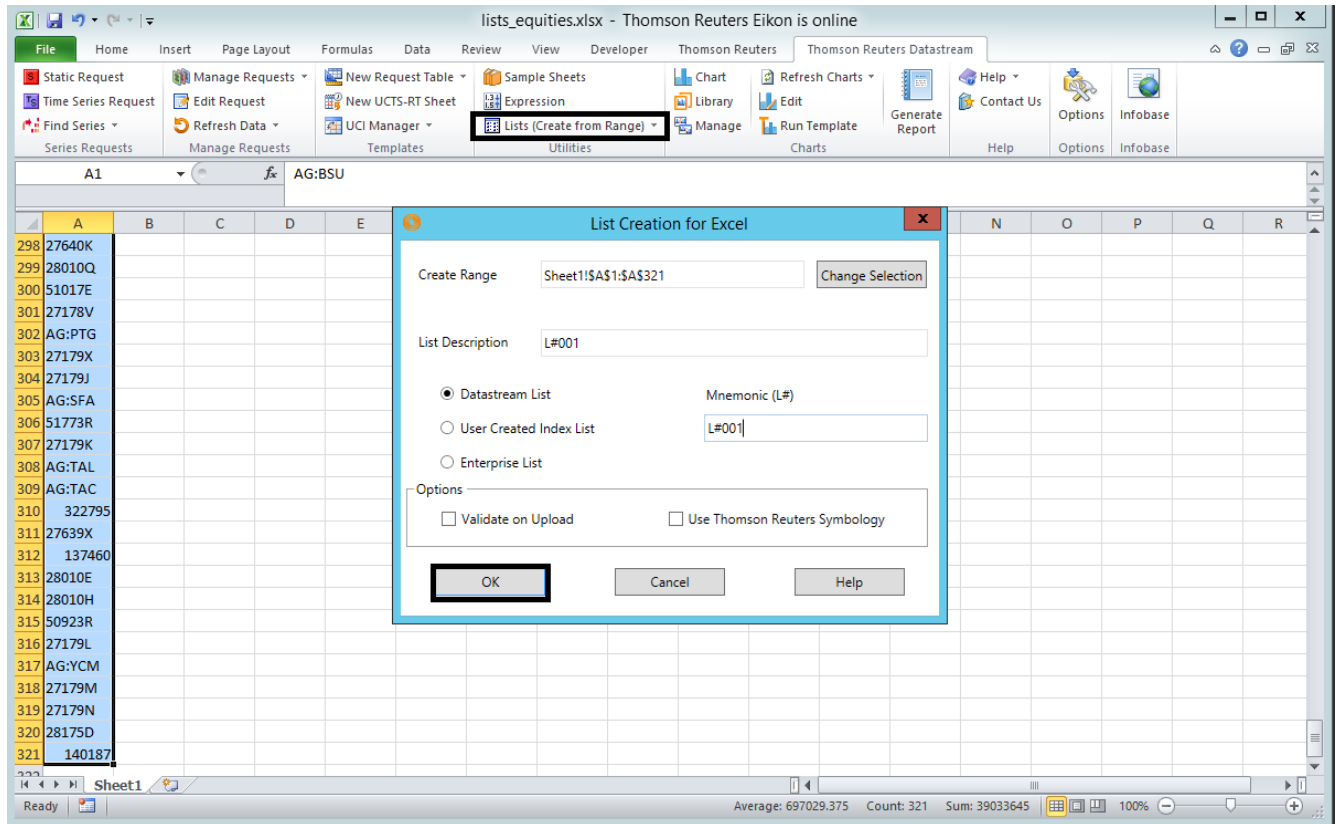 lists_equities.xlsx - Thomson Reuters Eikon is online
File Home Insert Page Layout Formulas Data Review View Developer Thomson Reuters Thomson Reuters Datastream
Static Request Manage Requests New Request Table Sample Sheets Chart Refresh Charts Help
Time Series Request Edit Request New UCTS-RT Sheet Expression Library Edit Generate Report Contact Us Options Infobase
Find Series Refresh Data UCI Manager Lists (Create from Range) Manage Run Template
Series Requests Manage Requests Templates Utilities Charts Help Options Infobase
A1 fx AG:BSU
A B C D E N O P Q R
List Creation for Excel
298 27640K
299 28010Q
300 51017E
301 27178V
302 AG:PTG
303 27179X
304 27179J
305 AG:SFA
306 51773R
307 27179K
308 AG:TAL
309 AG:TAC
310 322795
311 27639X
312 137460
313 28010E
314 28010H
315 50923R
316 27179L
317 AG:YCM
318 27179M
319 27179N
320 28175D
321 140187
Create Range Sheet1!$A$1:$A$321 Change Selection
List Description L#001
Datastream List Mnemonic (L#)
User Created Index List L#001
Enterprise List
Options
Validate on Upload Use Thomson Reuters Symbology
OK Cancel Help
Sheet1
Ready Average: 697029.375 Count: 321 Sum: 39033645 100%